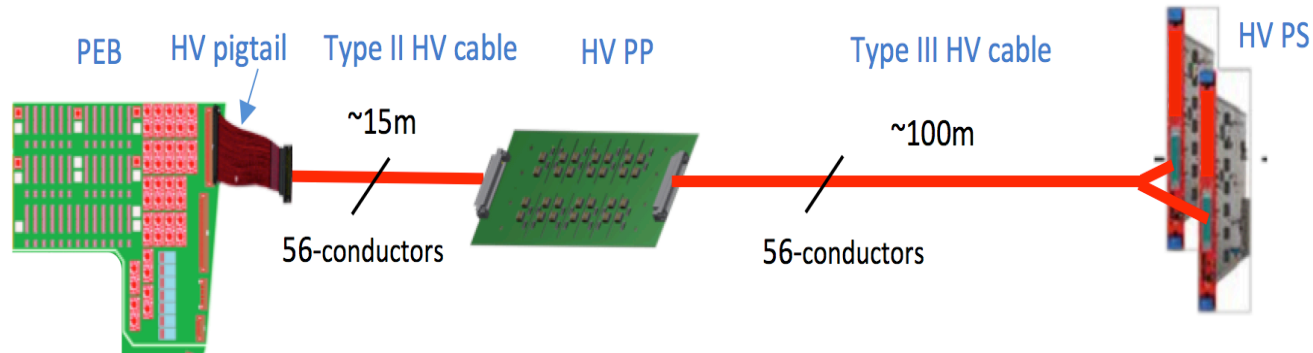 PEB
HV pigtail
Type II HV cable
HV PP
Type III HV cable
HV PS
~15m
~100m
56-conductors
56-conductors